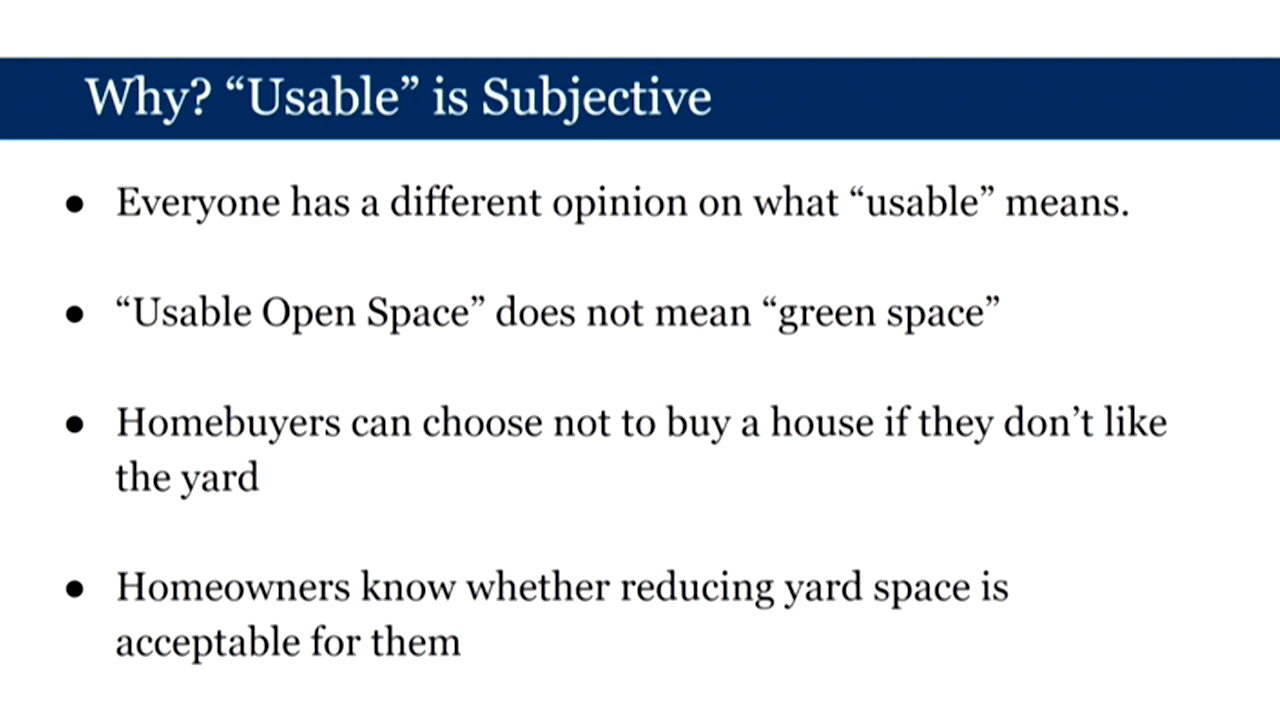 Why? “Usable” is Subjective
● Everyone has a different opinion on what “usable” means.
● “Usable Open Space” does not mean “green space”
● Homebuyers can choose not to buy a house if they don’t like
the yard
● Homeowners know whether reducing yard space is
acceptable for them